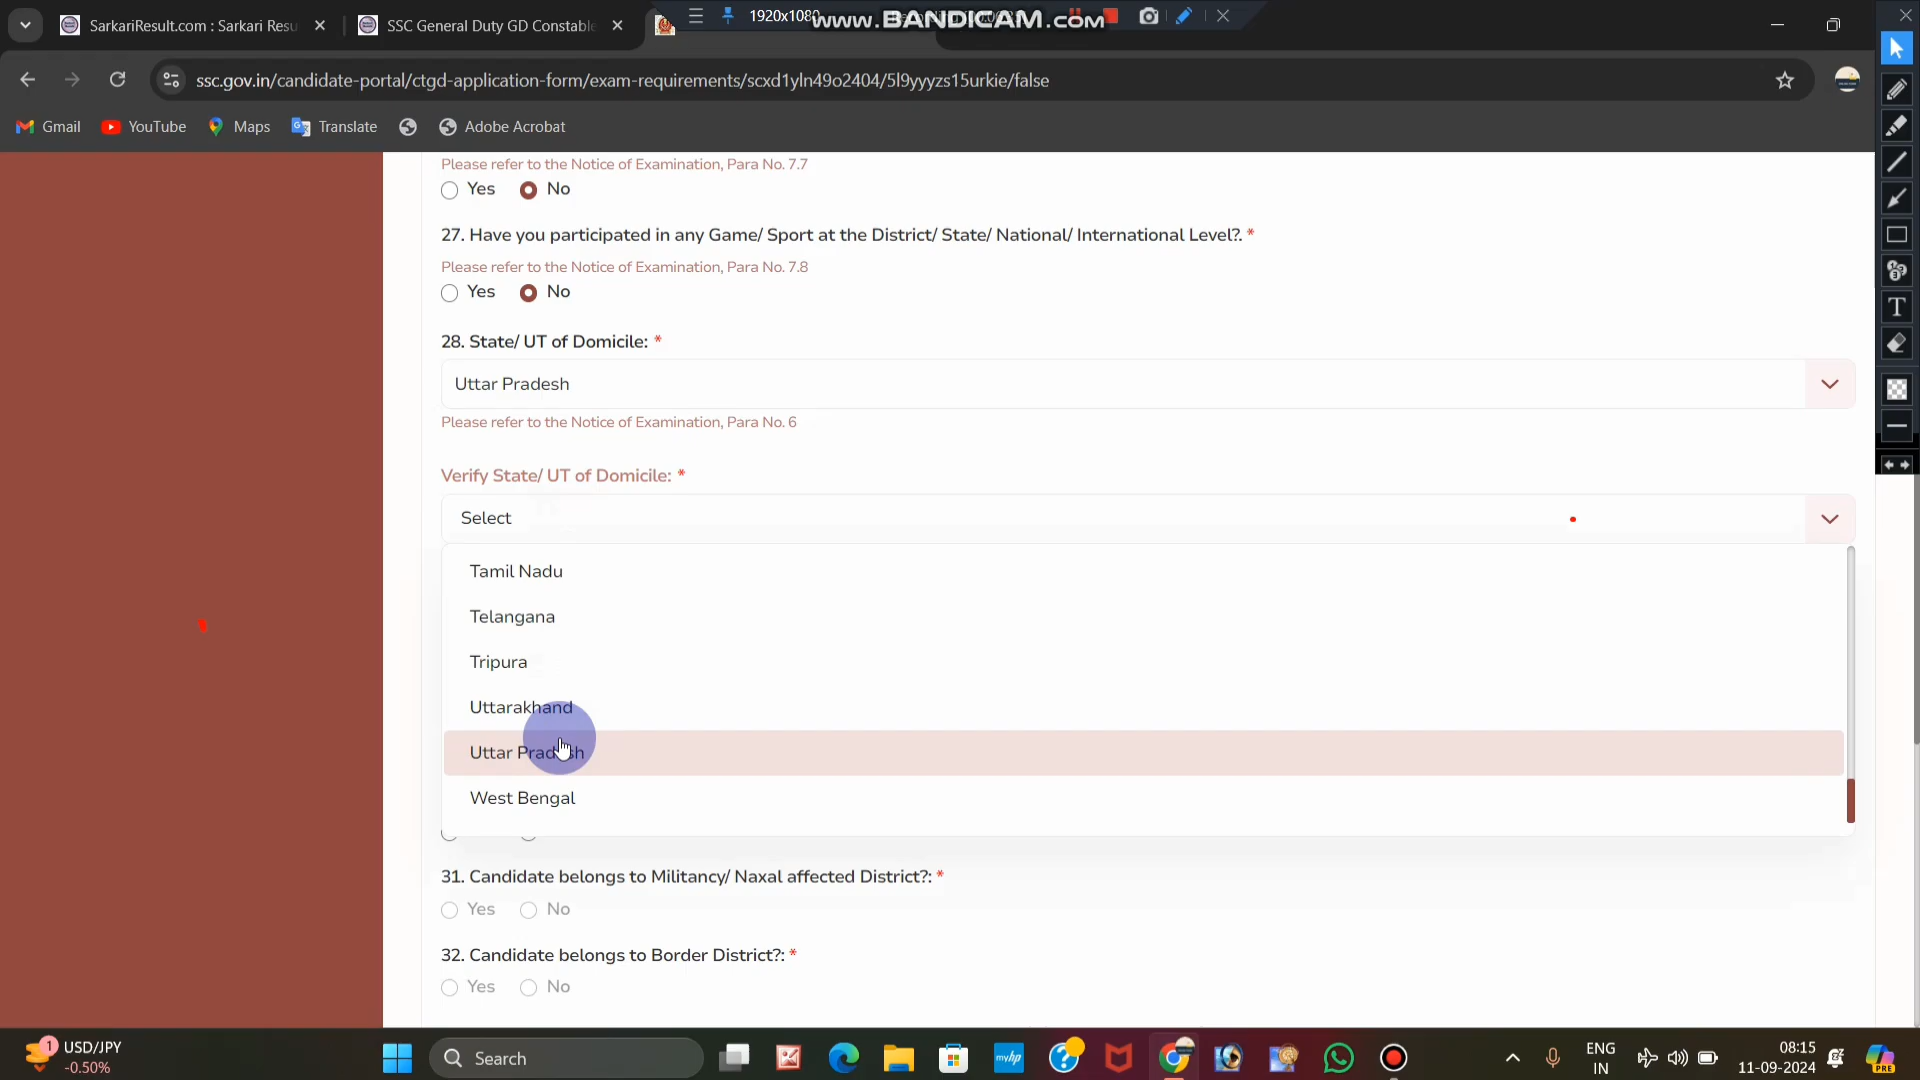 SarkariResult.com : Sarkari Resu
SSC General Duty GD Constable
1920x1080
www.BANDICAM.com
ssc.gov.in/candidate-portal/ctgd-application-form/exam-requirements/scxd1yln49o2404/5l9yyyzs15urkie/false
Gmail
YouTube
Maps
Translate
Adobe Acrobat
Please refer to the Notice of Examination, Para No. 7.7
Yes No
27. Have you participated in any Game/ Sport at the District/ State/ National/ International Level?. *
Please refer to the Notice of Examination, Para No. 7.8
Yes No
28. State/ UT of Domicile: *
Uttar Pradesh
Please refer to the Notice of Examination, Para No. 6
Verify State/ UT of Domicile: *
Select
Tamil Nadu
Telangana
Tripura
Uttarakhand
Uttar Pradesh
West Bengal
31. Candidate belongs to Militancy/ Naxal affected District?: *
Yes No
32. Candidate belongs to Border District?: *
Yes No
1
USD/JPY
-0.50%
Search
myhp
ENG
IN
08:15
11-09-2024
PRE